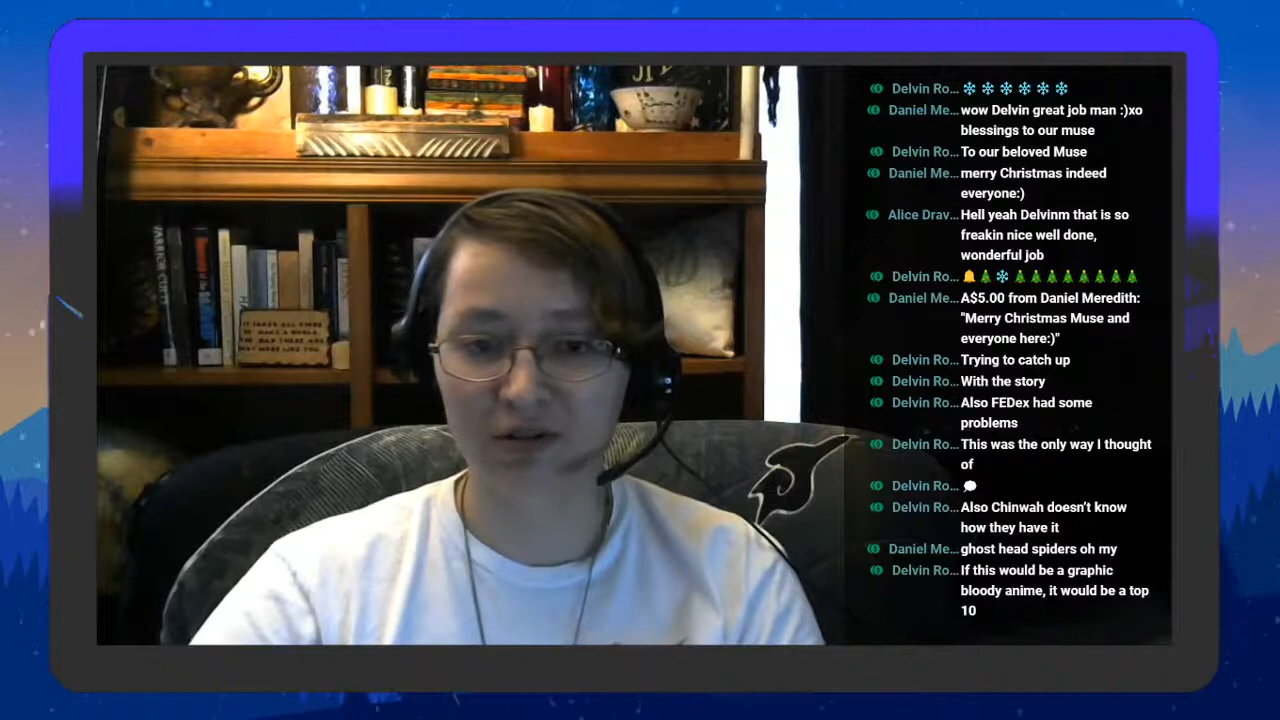 Delvin Ro... ❄ ❄ ❄ ❄ ❄ ❄
Daniel Me... wow Delvin great job man :)xo
blessings to our muse
Delvin Ro... To our beloved Muse
Daniel Me... merry Christmas indeed
everyone:)
Alice Drav... Hell yeah Delvinm that is so
freakin nice well done,
wonderful job
Delvin Ro... 🔔🎄❄🎄🎄🎄🎄🎄🎄🎄🎄
Daniel Me... A$5.00 from Daniel Meredith:
"Merry Christmas Muse and
everyone here:)"
Delvin Ro... Trying to catch up
Delvin Ro... With the story
Delvin Ro... Also FEDex had some
problems
Delvin Ro... This was the only way I thought
of
Delvin Ro... 💭
Delvin Ro... Also Chinwah doesn't know
how they have it
Daniel Me... ghost head spiders oh my
Delvin Ro... If this would be a graphic
bloody anime, it would be a top
10
IT TAKES ALL KINDS
TO MAKE A WORLD